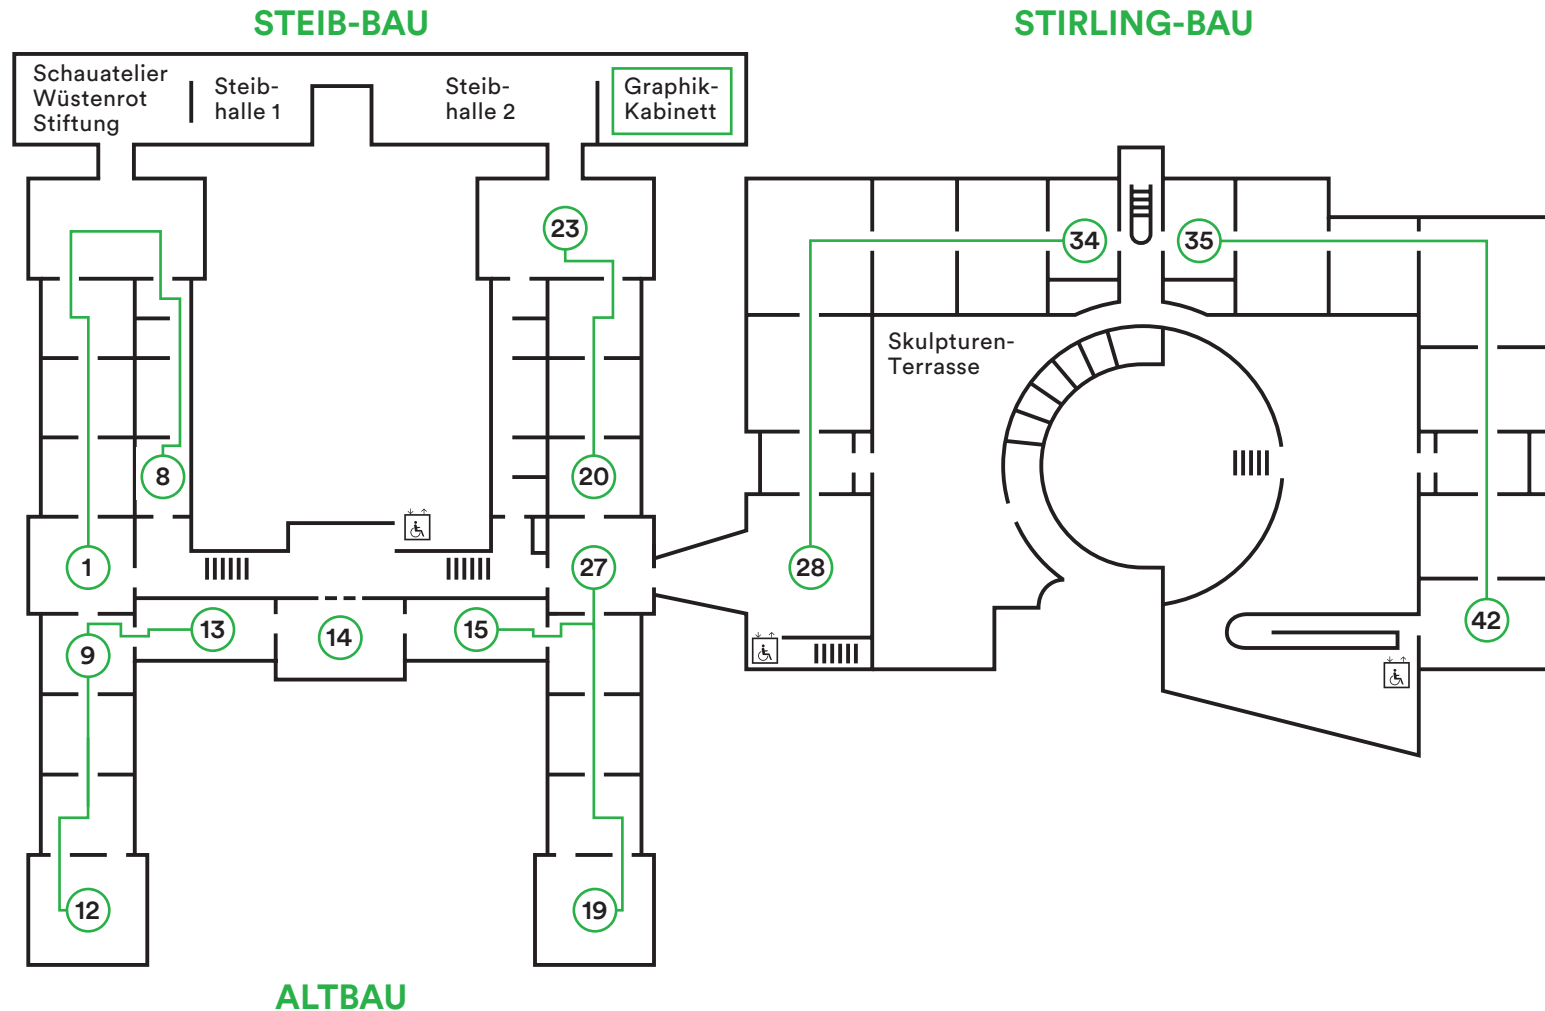 STEIB-BAU
STIRLING-BAU
Schauatelier
Wüstenrot
Stiftung
Steib-
halle 1
Steib-
halle 2
Graphik-
Kabinett
23
34
35
Skulpturen-
Terrasse
8
20
1
27
28
13
14
15
9
42
12
19
ALTBAU